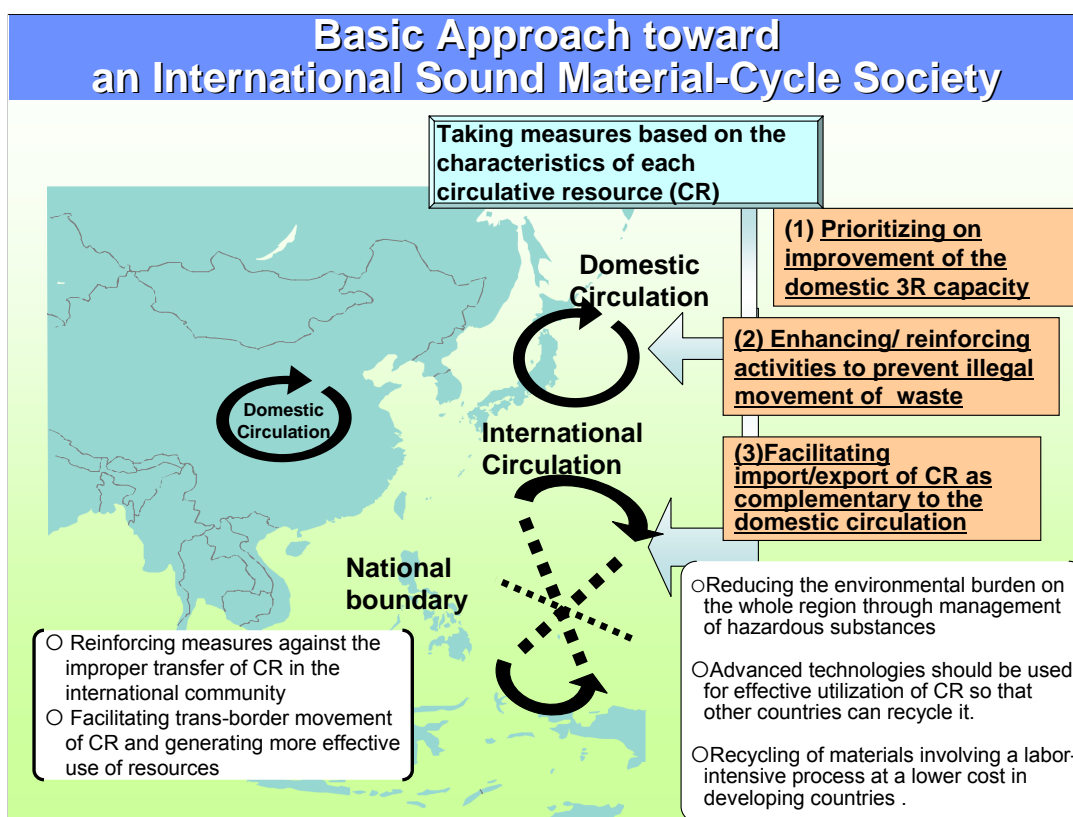 Basic Approach toward
an International Sound Material-Cycle Society
Taking measures based on the
characteristics of each
circulative resource (CR)
(1) Prioritizing on
improvement of the
domestic 3R capacity
Domestic
Circulation
(2) Enhancing/ reinforcing
activities to prevent illegal
movement of waste
Domestic
Circulation
International
Circulation
(3)Facilitating
import/export of CR as
complementary to the
domestic circulation
National
boundary
○Reducing the environmental burden on
the whole region through management
of hazardous substances
○Advanced technologies should be used
for effective utilization of CR so that
other countries can recycle it.
○Recycling of materials involving a labor-
intensive process at a lower cost in
developing countries .
○ Reinforcing measures against the
improper transfer of CR in the
international community
○ Facilitating trans-border movement
of CR and generating more effective
use of resources